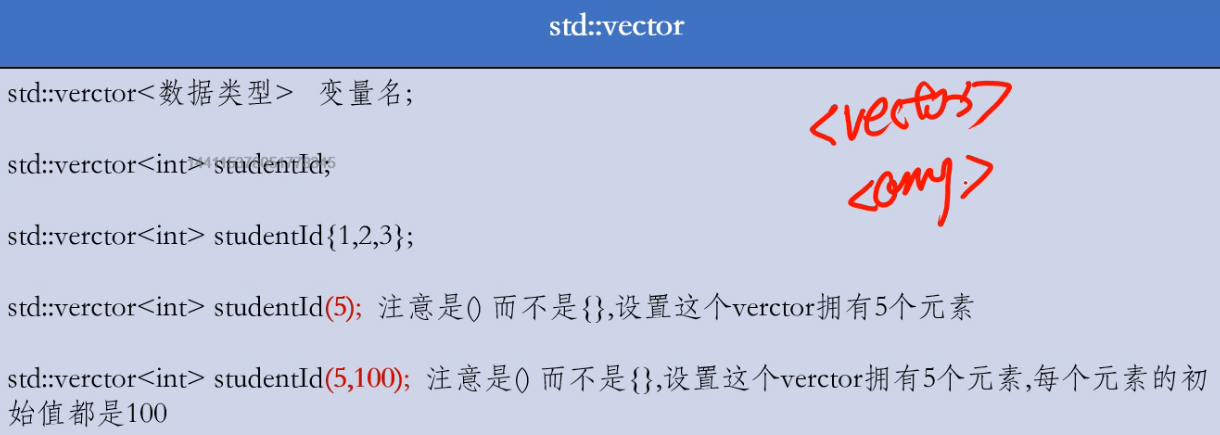 std::vector
std::verctor<数据类型> 变量名;
<vector>
std::verctor<int> studentId;
std::verctor<int> studentId{1,2,3};
std::verctor<int> studentId(5); 注意是() 而不是{},设置这个verctor拥有5个元素
std::verctor<int> studentId(5,100); 注意是() 而不是{},设置这个verctor拥有5个元素,每个元素的初
始值都是100